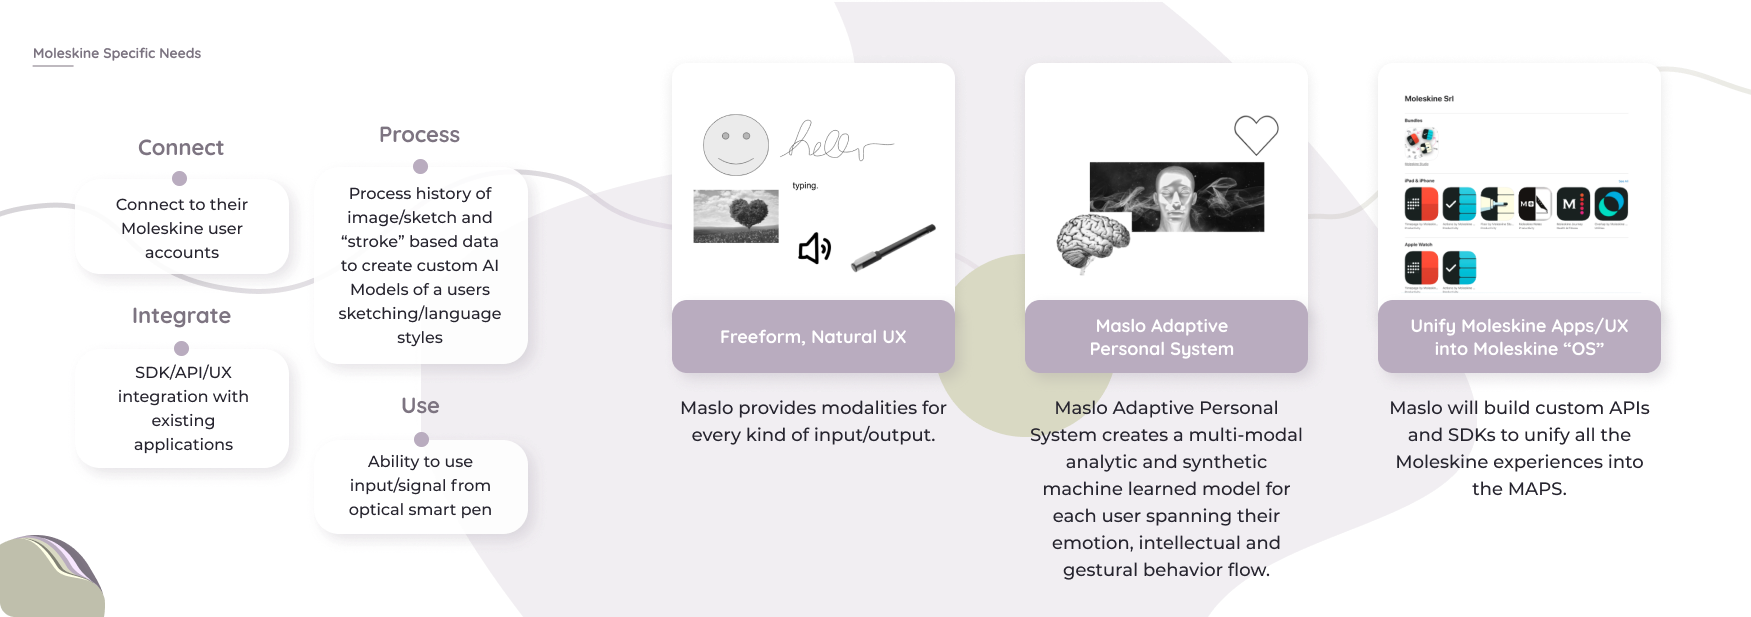 Moleskine Specific Needs
Connect
Connect to their
Moleskine user
accounts
Integrate
SDK/API/UX
integration with
existing
applications
Process
Process history of
image/sketch and
“stroke” based data
to create custom AI
Models of a users
sketching/language
styles
Use
Ability to use
input/signal from
optical smart pen
hello
typing.
Freeform, Natural UX
Maslo provides modalities for
every kind of input/output.
Maslo Adaptive
Personal System
Maslo Adaptive Personal
System creates a multi-modal
analytic and synthetic
machine learned model for
each user spanning their
emotion, intellectual and
gestural behavior flow.
Moleskine Srl
Bundles
iPad & iPhone
M
M
Apple Watch
Unify Moleskine Apps/UX
into Moleskine “OS”
Maslo will build custom APIs
and SDKs to unify all the
Moleskine experiences into
the MAPS.